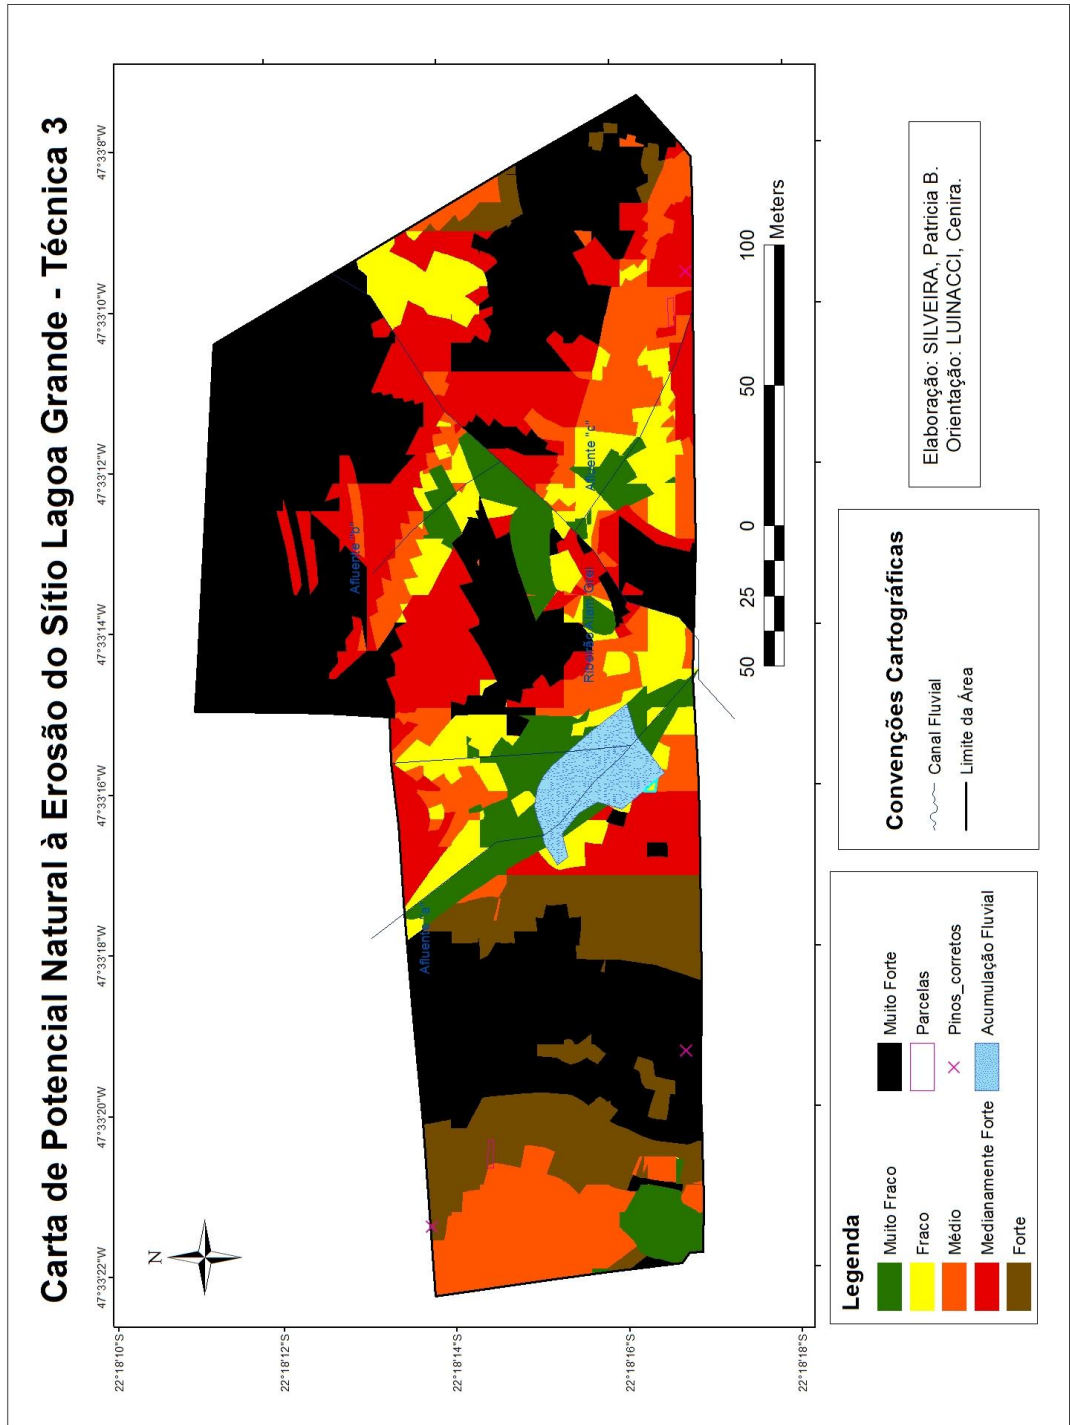 Carta de Potencial Natural à Erosão do Sítio Lagoa Grande - Técnica 3
47°33'22"W
47°33'20"W
47°33'18"W
47°33'16"W
47°33'14"W
47°33'12"W
47°33'10"W
47°33'8"W
22°18'10"S
22°18'12"S
22°18'14"S
22°18'16"S
22°18'18"S
N
Afluente "a"
Afluente "b"
Afluente "c"
Ribeirão
50 25 0 50 100
Meters
Legenda
Muito Fraco
Fraco
Médio
Medianamente Forte
Forte
Muito Forte
Parcelas
Pinos_corretos
Acumulação Fluvial
Convenções Cartográficas
Canal Fluvial
Limite da Área
Elaboração: SILVEIRA, Patricia B.
Orientação: LUINACCI, Cenira.